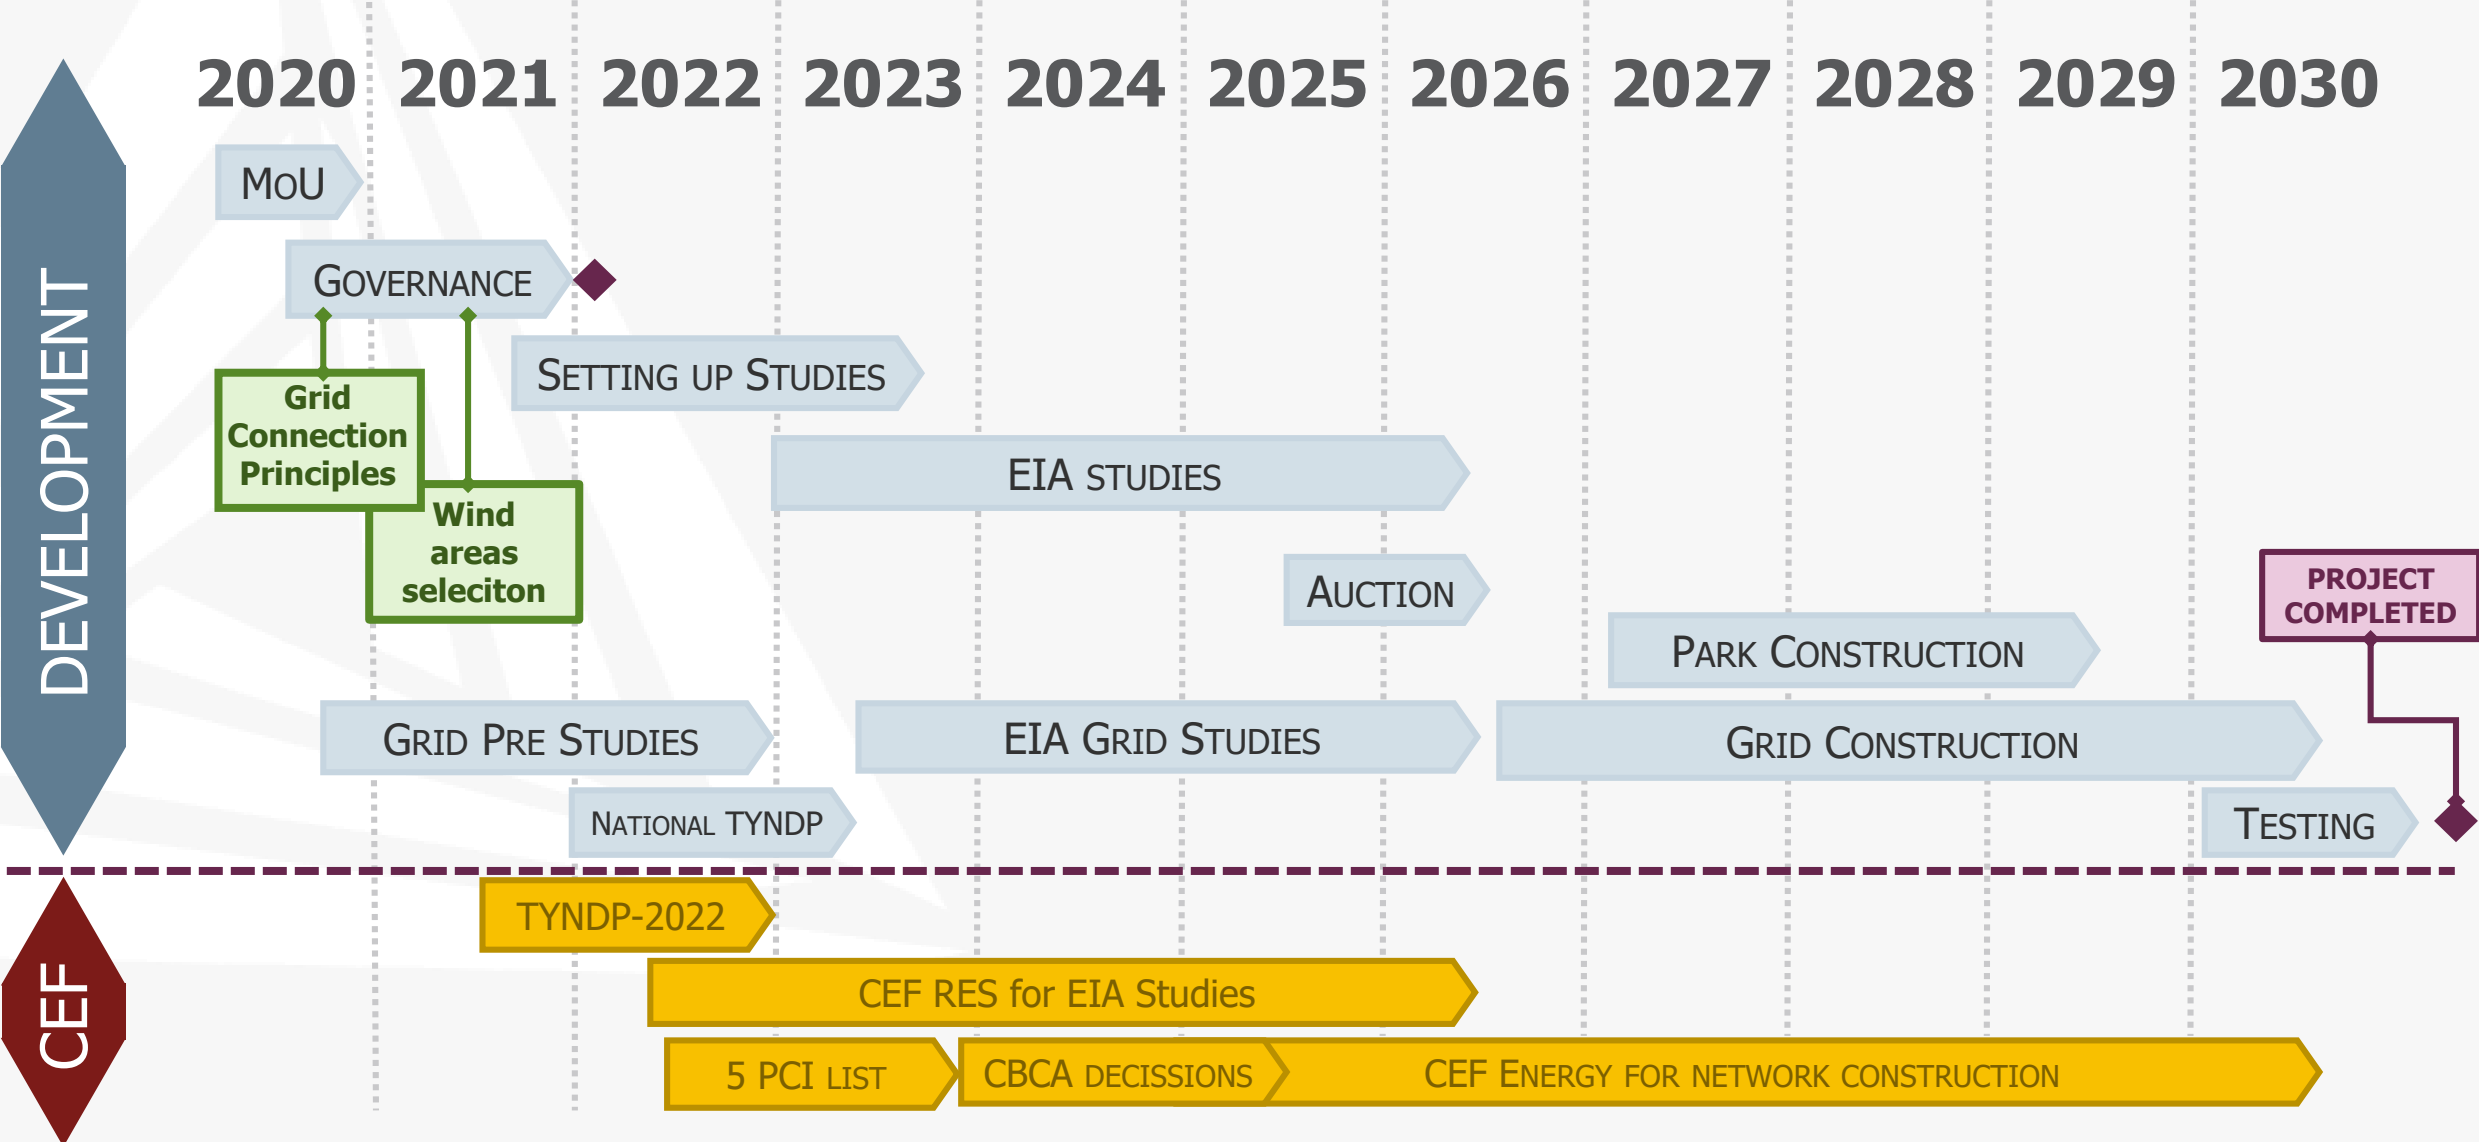 2020 2021 2022 2023 2024 2025 2026 2027 2028 2029 2030
DEVELOPMENT
MoU
GOVERNANCE
SETTING UP STUDIES
Grid
Connection
Principles
EIA STUDIES
Wind
areas
seleciton
AUCTION
PROJECT
COMPLETED
PARK CONSTRUCTION
GRID PRE STUDIES
EIA GRID STUDIES
GRID CONSTRUCTION
NATIONAL TYNDP
TESTING
CEF
TYNDP-2022
CEF RES for EIA Studies
5 PCI LIST
CBCA DECISSIONS
CEF ENERGY FOR NETWORK CONSTRUCTION